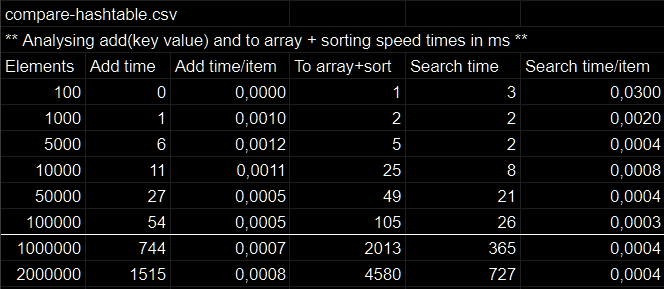 compare-hashtable.csv
** Analysing add(key value) and to array + sorting speed times in ms **
Elements Add time Add time/item To array+sort Search time Search time/item
100 0 0,0000 1 3 0,0300
1000 1 0,0010 2 2 0,0020
5000 6 0,0012 5 2 0,0004
10000 11 0,0011 25 8 0,0008
50000 27 0,0005 49 21 0,0004
100000 54 0,0005 105 26 0,0003
1000000 744 0,0007 2013 365 0,0004
2000000 1515 0,0008 4580 727 0,0004